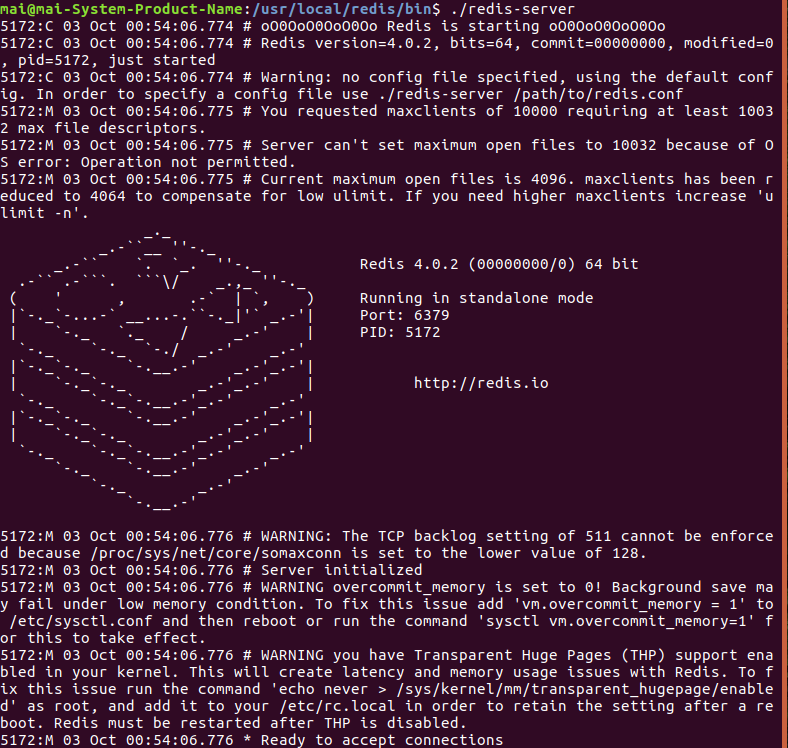 mai@mai-System-Product-Name:/usr/local/redis/bin$ ./redis-server
5172:C 03 Oct 00:54:06.774 # oO0OoO0OoO0Oo Redis is starting oO0OoO0OoO0Oo
5172:C 03 Oct 00:54:06.774 # Redis version=4.0.2, bits=64, commit=00000000, modified=0
, pid=5172, just started
5172:C 03 Oct 00:54:06.774 # Warning: no config file specified, using the default conf
ig. In order to specify a config file use ./redis-server /path/to/redis.conf
5172:M 03 Oct 00:54:06.775 # You requested maxclients of 10000 requiring at least 1003
2 max file descriptors.
5172:M 03 Oct 00:54:06.775 # Server can't set maximum open files to 10032 because of O
S error: Operation not permitted.
5172:M 03 Oct 00:54:06.775 # Current maximum open files is 4096. maxclients has been r
educed to 4064 to compensate for low ulimit. If you need higher maxclients increase 'u
limit -n'.
Redis 4.0.2 (00000000/0) 64 bit
Running in standalone mode
Port: 6379
PID: 5172
http://redis.io
5172:M 03 Oct 00:54:06.776 # WARNING: The TCP backlog setting of 511 cannot be enforce
d because /proc/sys/net/core/somaxconn is set to the lower value of 128.
5172:M 03 Oct 00:54:06.776 # Server initialized
5172:M 03 Oct 00:54:06.776 # WARNING overcommit_memory is set to 0! Background save ma
y fail under low memory condition. To fix this issue add 'vm.overcommit_memory = 1' to
 /etc/sysctl.conf and then reboot or run the command 'sysctl vm.overcommit_memory=1' f
or this to take effect.
5172:M 03 Oct 00:54:06.776 # WARNING you have Transparent Huge Pages (THP) support ena
bled in your kernel. This will create latency and memory usage issues with Redis. To f
ix this issue run the command 'echo never > /sys/kernel/mm/transparent_hugepage/enable
d' as root, and add it to your /etc/rc.local in order to retain the setting after a re
boot. Redis must be restarted after THP is disabled.
5172:M 03 Oct 00:54:06.776 * Ready to accept connections